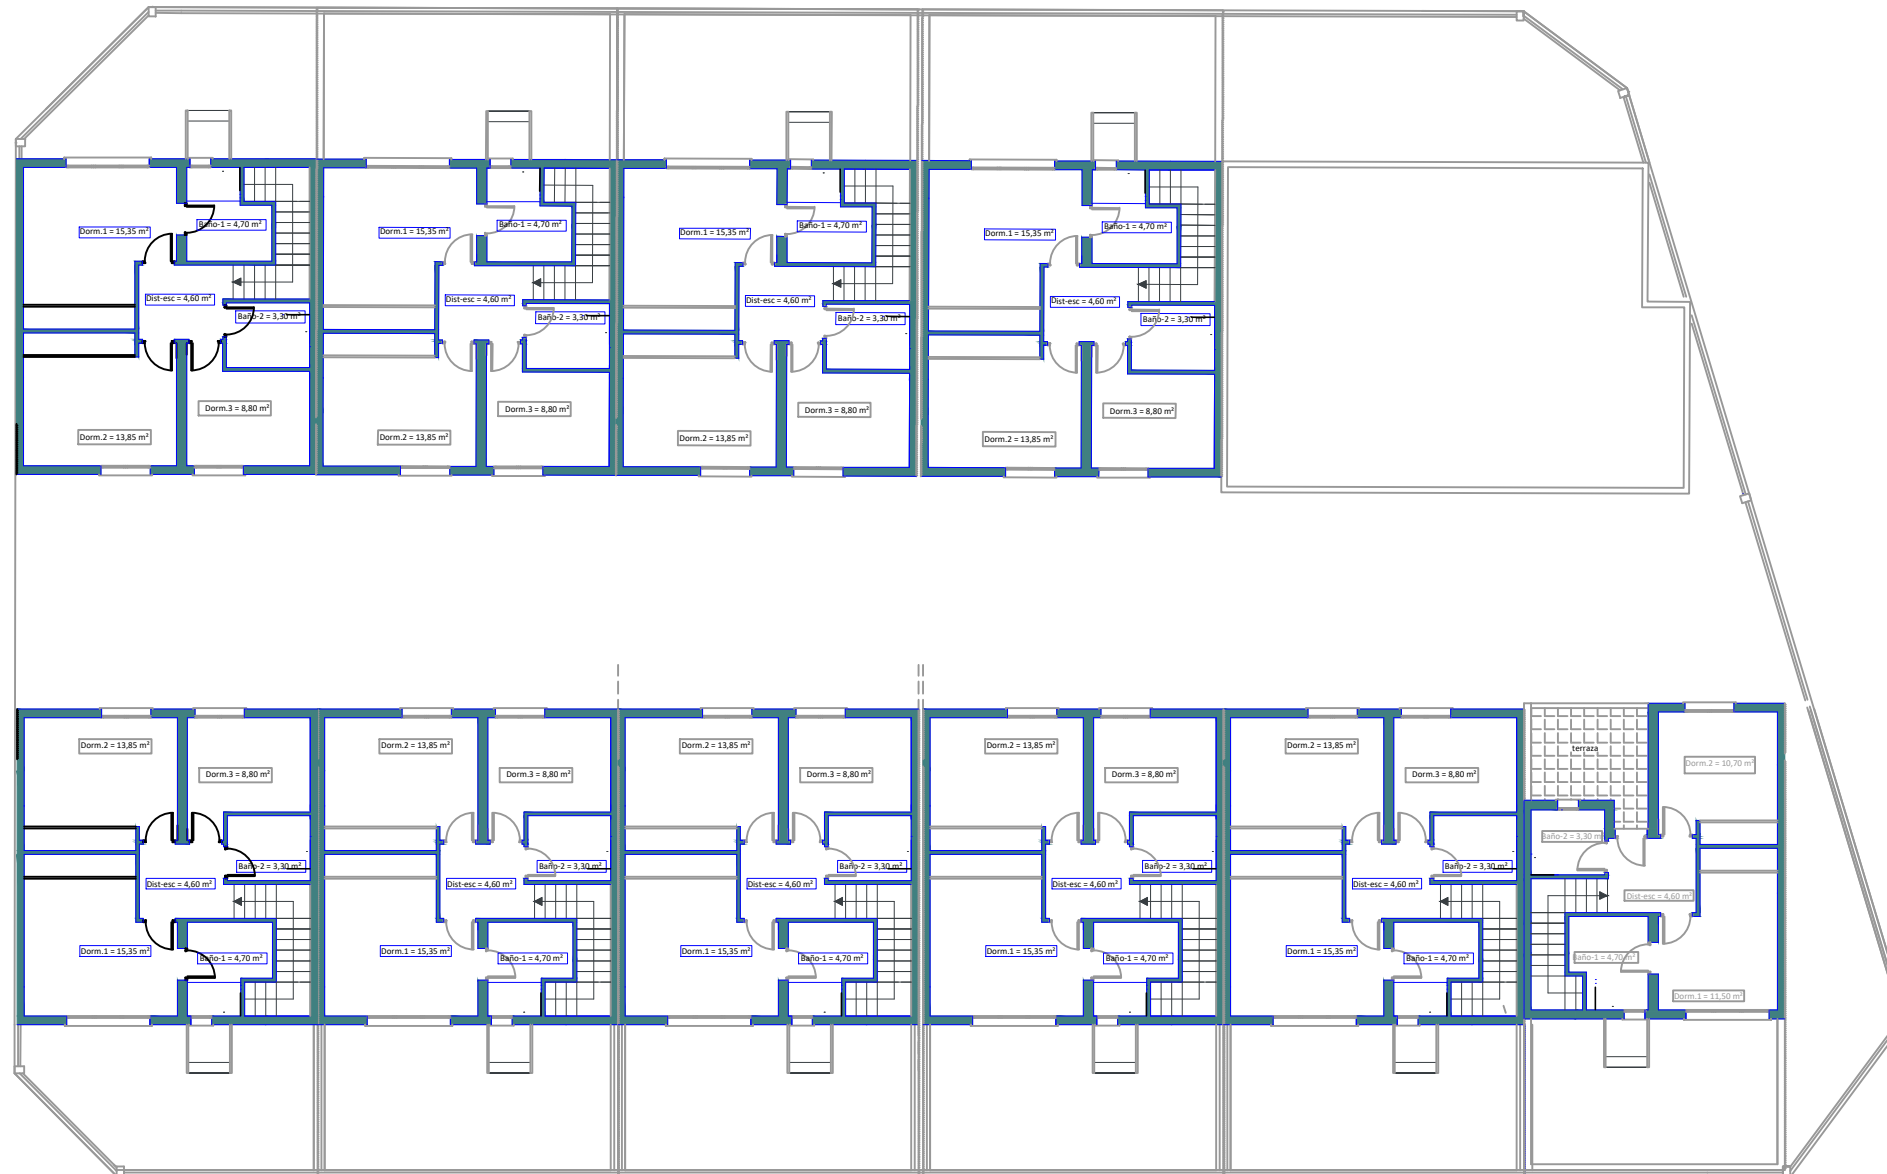 Baño-1 = 4,70 m²
Dorm.1 = 15,35 m²
Dist-esc = 4,60 m²
Baño-2 = 3,30 m²
Dorm.3 = 8,80 m²
Dorm.2 = 13,85 m²
Baño-1 = 4,70 m²
Dorm.1 = 15,35 m²
Dist-esc = 4,60 m²
Baño-2 = 3,30 m²
Dorm.3 = 8,80 m²
Dorm.2 = 13,85 m²
Baño-1 = 4,70 m²
Dorm.1 = 15,35 m²
Dist-esc = 4,60 m²
Baño-2 = 3,30 m²
Dorm.3 = 8,80 m²
Dorm.2 = 13,85 m²
Baño-1 = 4,70 m²
Dorm.1 = 15,35 m²
Dist-esc = 4,60 m²
Baño-2 = 3,30 m²
Dorm.3 = 8,80 m²
Dorm.2 = 13,85 m²
Dorm.2 = 13,85 m²
Dorm.3 = 8,80 m²
Baño-2 = 3,30 m²
Dist-esc = 4,60 m²
Dorm.1 = 15,35 m²
Baño-1 = 4,70 m²
Dorm.2 = 13,85 m²
Dorm.3 = 8,80 m²
Baño-2 = 3,30 m²
Dist-esc = 4,60 m²
Dorm.1 = 15,35 m²
Baño-1 = 4,70 m²
Dorm.2 = 13,85 m²
Dorm.3 = 8,80 m²
Baño-2 = 3,30 m²
Dist-esc = 4,60 m²
Dorm.1 = 15,35 m²
Baño-1 = 4,70 m²
Dorm.2 = 13,85 m²
Dorm.3 = 8,80 m²
Baño-2 = 3,30 m²
Dist-esc = 4,60 m²
Dorm.1 = 15,35 m²
Baño-1 = 4,70 m²
Dorm.2 = 13,85 m²
Dorm.3 = 8,80 m²
Baño-2 = 3,30 m²
Dist-esc = 4,60 m²
Dorm.1 = 15,35 m²
Baño-1 = 4,70 m²
terraza
Dorm.2 = 10,70 m²
Baño-2 = 3,30 m
Dist-esc = 4,60 m²
Baño-1 = 4,70 m²
Dorm.1 = 11,50 m²